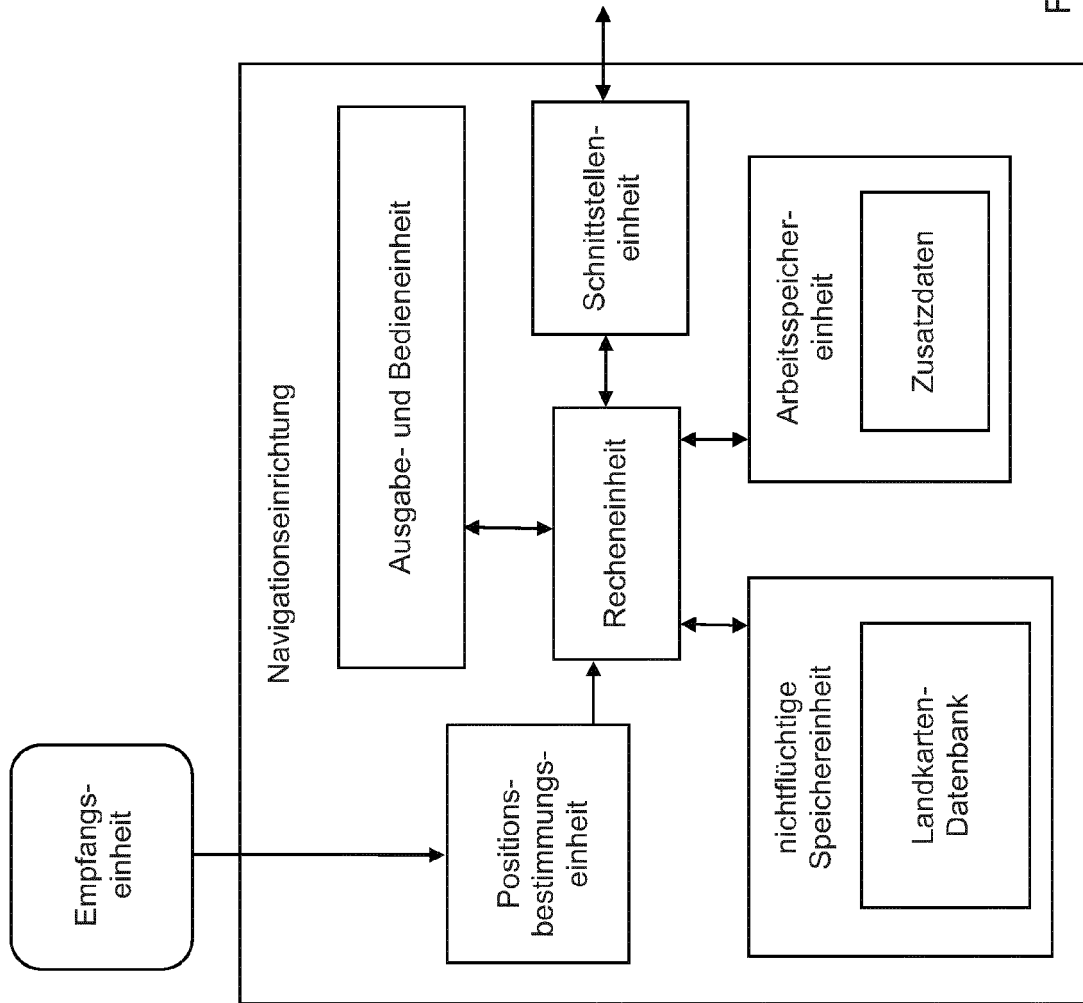 Empfangs-
einheit
Navigationseinrichtung
Ausgabe- und Bedieneinheit
Positions-
bestimmungs-
einheit
Recheneinheit
Schnittstellen-
einheit
nichtflüchtige
Speichereinheit
Landkarten-
Datenbank
Arbeitsspeicher-
einheit
Zusatzdaten
F